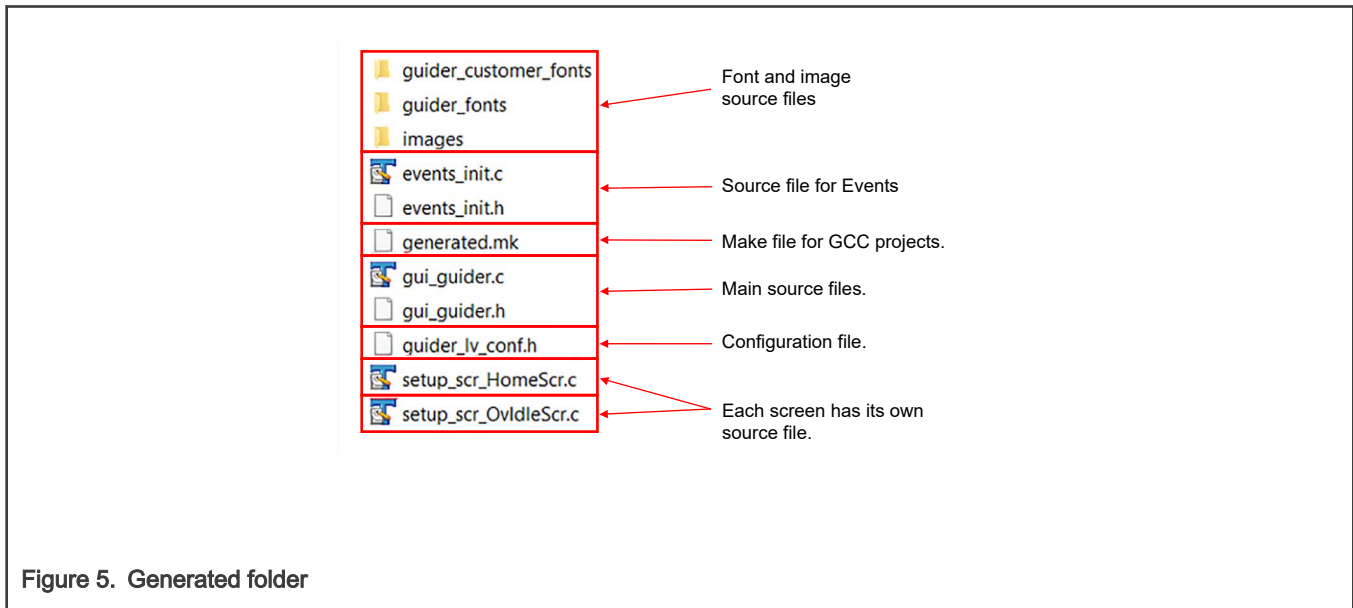 guider_customer_fonts
guider_fonts
images
Font and image
source files
events_init.c
events_init.h
Source file for Events
generated.mk
Make file for GCC projects.
gui_guider.c
gui_guider.h
Main source files.
guider_lv_conf.h
Configuration file.
setup_scr_HomeScr.c
setup_scr_OvIdleScr.c
Each screen has its own
source file.
Figure 5. Generated folder